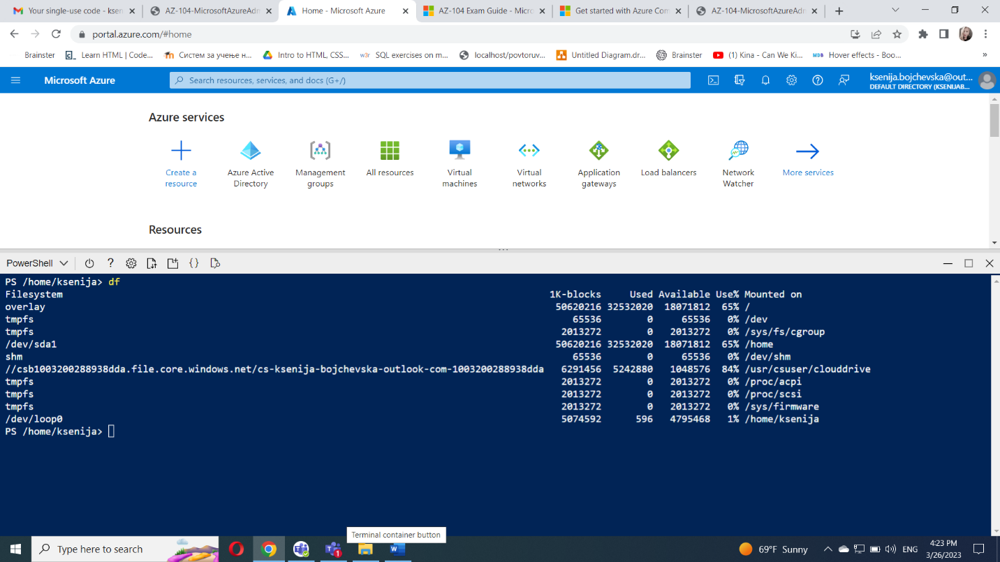 Your single-use code - ksen
AZ-104-MicrosoftAzureAdm
Home - Microsoft Azure
AZ-104 Exam Guide - Micro
Get started with Azure Com
AZ-104-MicrosoftAzureAdm
portal.azure.com/#home
Brainster
Learn HTML | Code...
Систем за учење н...
Intro to HTML, CSS...
w3r SQL exercises on m...
localhost/povtoruv...
Untitled Diagram.dr...
Brainster
(1) Kina - Can We Ki...
MDB Hover effects - Boo...
»
Microsoft Azure
Search resources, services, and docs (G+/)
ksenija.bojchevska@out...
DEFAULT DIRECTORY (KSENIJAB...
Azure services
Create a
resource
Azure Active
Directory
Management
groups
All resources
Virtual
machines
Virtual
networks
Application
gateways
Load balancers
Network
Watcher
More services
Resources
PowerShell
PS /home/ksenija> df
Filesystem 1K-blocks Used Available Use% Mounted on
overlay 50620216 32532020 18071812 65% /
tmpfs 65536 0 65536 0% /dev
tmpfs 2013272 0 2013272 0% /sys/fs/cgroup
/dev/sda1 50620216 32532020 18071812 65% /home
shm 65536 0 65536 0% /dev/shm
//csb1003200288938dda.file.core.windows.net/cs-ksenija-bojchevska-outlook-com-1003200288938dda 6291456 5242880 1048576 84% /usr/csuser/clouddrive
tmpfs 2013272 0 2013272 0% /proc/acpi
tmpfs 2013272 0 2013272 0% /proc/scsi
tmpfs 2013272 0 2013272 0% /sys/firmware
/dev/loop0 5074592 596 4795468 1% /home/ksenija
PS /home/ksenija>
Terminal container button
Type here to search
1
69°F Sunny
ENG
4:23 PM
3/26/2023